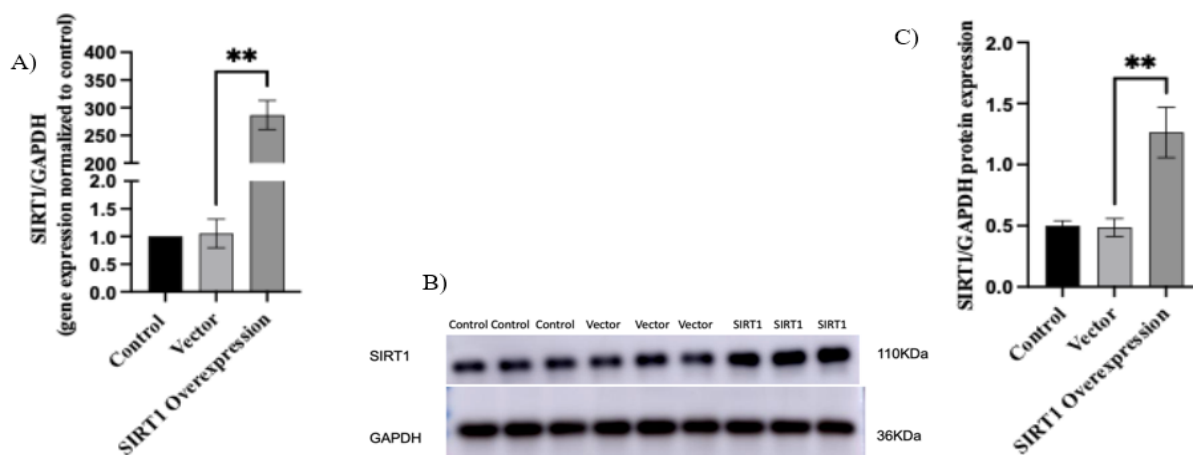 A)
SIRT1/GAPDH
(gene expression normalized to control)
400
350
300
250
200
2.0
1.5
1.0
0.5
0.0
**
Control
Vector
SIRT1 Overexpression
B)
Control Control Control Vector Vector Vector SIRT1 SIRT1 SIRT1
SIRT1 110KDa
GAPDH 36KDa
C)
SIRT1/GAPDH protein expression
2.0
1.5
1.0
0.5
0.0
**
Control
Vector
SIRT1 Overexpression